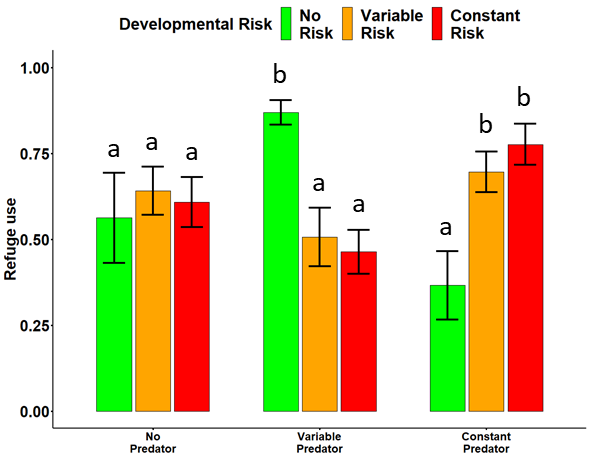 Developmental Risk
No
Risk
Variable
Risk
Constant
Risk
Refuge use
1.00
0.75
0.50
0.25
0.00
a
a
a
b
a
a
a
b
b
No
Predator
Variable
Predator
Constant
Predator